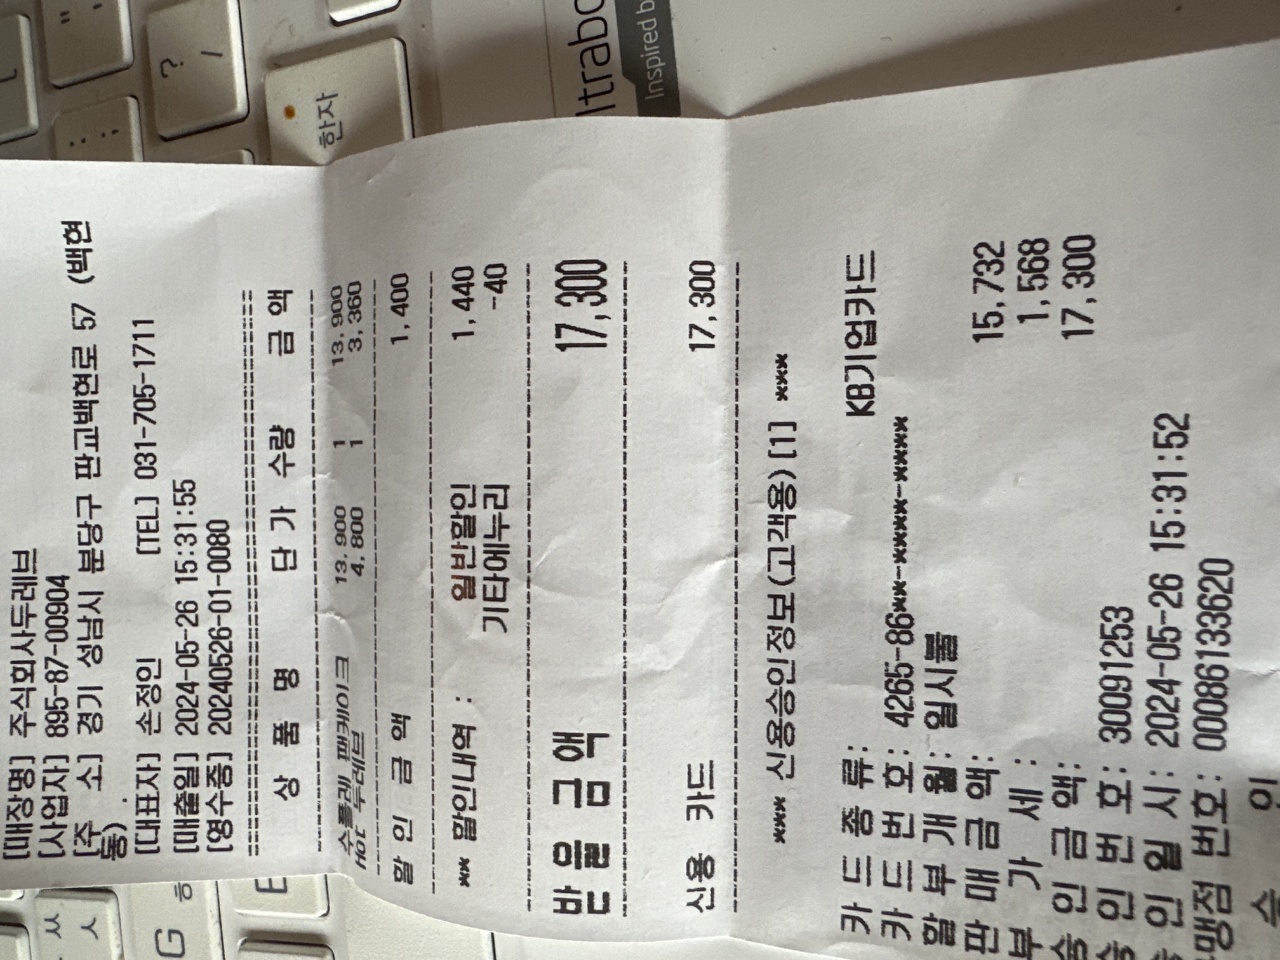 [매장명] 주식회사두레브
[사업자] 895-87-00904
[주 소] 경기 성남시 분당구 판교백현로 57 (백현
동) .
[대표자] 손정인 [TEL] 031-705-1711
[매출일] 2024-05-26 15:31:55
[영수증] 20240526-01-0080
상 품 명 단 가 수량 금 액
수플레 팬케이크 13,900 1 13,900
HOT 두레브 4,800 1 3,360
할 인 금 액 1,400
** 할인내역 : 일반할인 1,440
기타에누리 -40
받을금액 17,300
신용 카드 17,300
*** 신용승인정보(고객용) [1] ***
카 드 종 류: KB기업카드
카 드 번 호: 4265-86**-****-****
할 부 개 월: 일시불
판 매 금 액: 15,732
부 가 세 : 1,568
승 인 금 액: 17,300
승 인 번 호: 30091253
승 인 일 시: 2024-05-26 15:31:52
가맹점 번호: 00086133620
승 인
ltrabo
Inspired b
한자
? /
" '
: ;
[
ㅆ
ㅅ
G
ㅎ
E